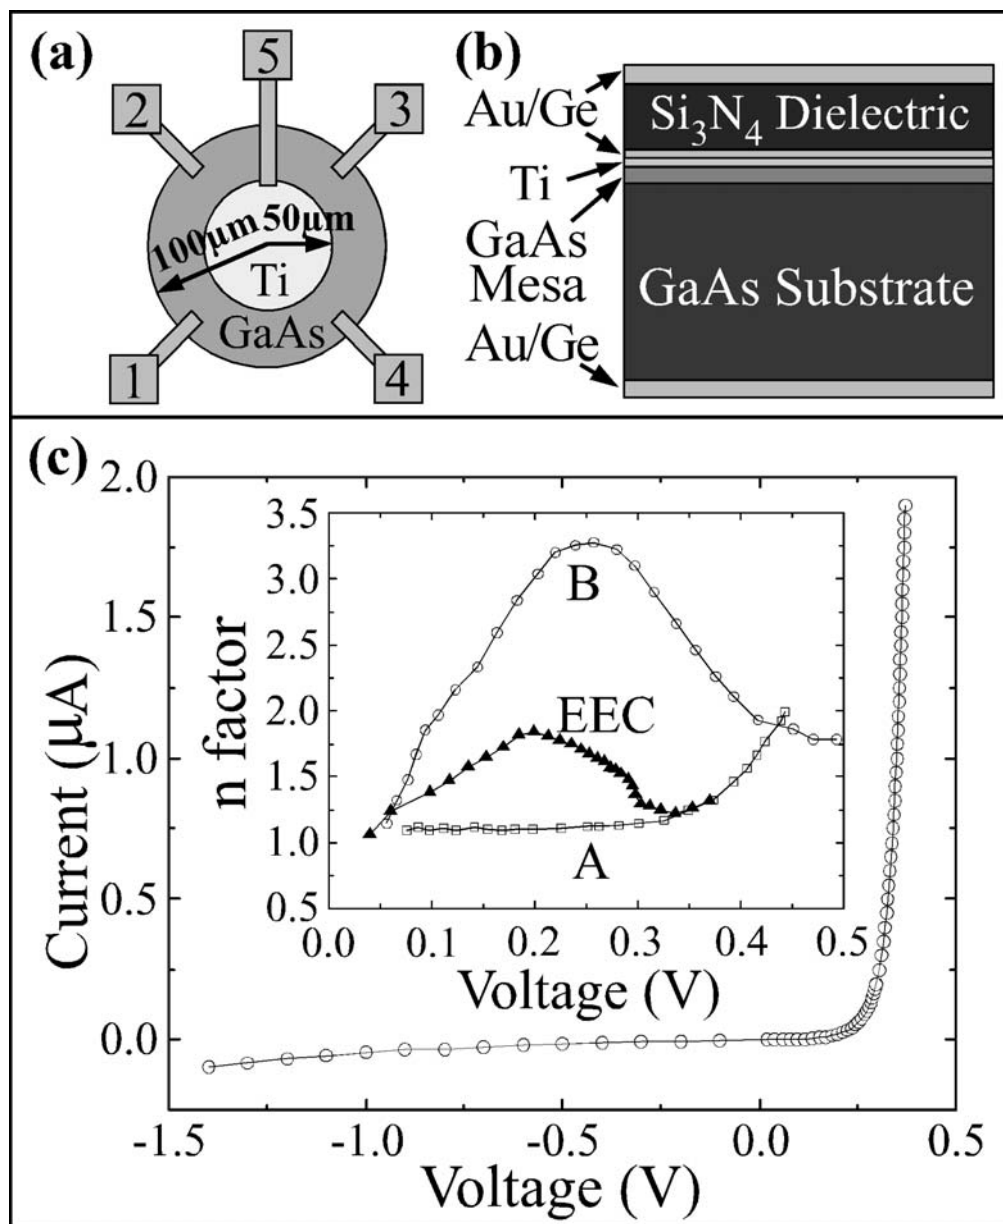 (a)
5
2
3
100μm
50μm
Ti
GaAs
1
4
(b)
Au/Ge
Si3N4 Dielectric
Ti
GaAs
Mesa
GaAs Substrate
Au/Ge
(c)
2.0
1.5
1.0
0.5
0.0
Current (μA)
-1.5
-1.0
-0.5
0.0
0.5
Voltage (V)
3.5
3.0
2.5
2.0
1.5
1.0
0.5
n factor
B
EEC
A
0.0
0.1
0.2
0.3
0.4
0.5
Voltage (V)